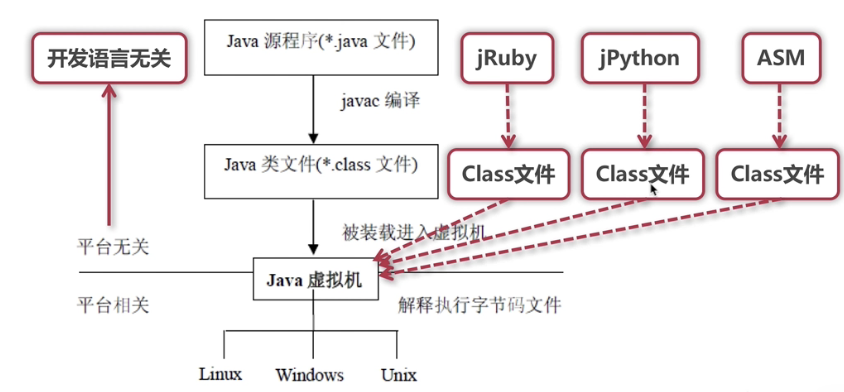 开发语言无关
Java 源程序(*.java 文件)
jRuby
jPython
ASM
javac 编译
Java 类文件(*.class 文件)
Class文件
Class文件
Class文件
被装载进入虚拟机
平台无关
Java 虚拟机
平台相关
解释执行字节码文件
Linux
Windows
Unix